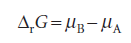 ΔrG = μB − μA